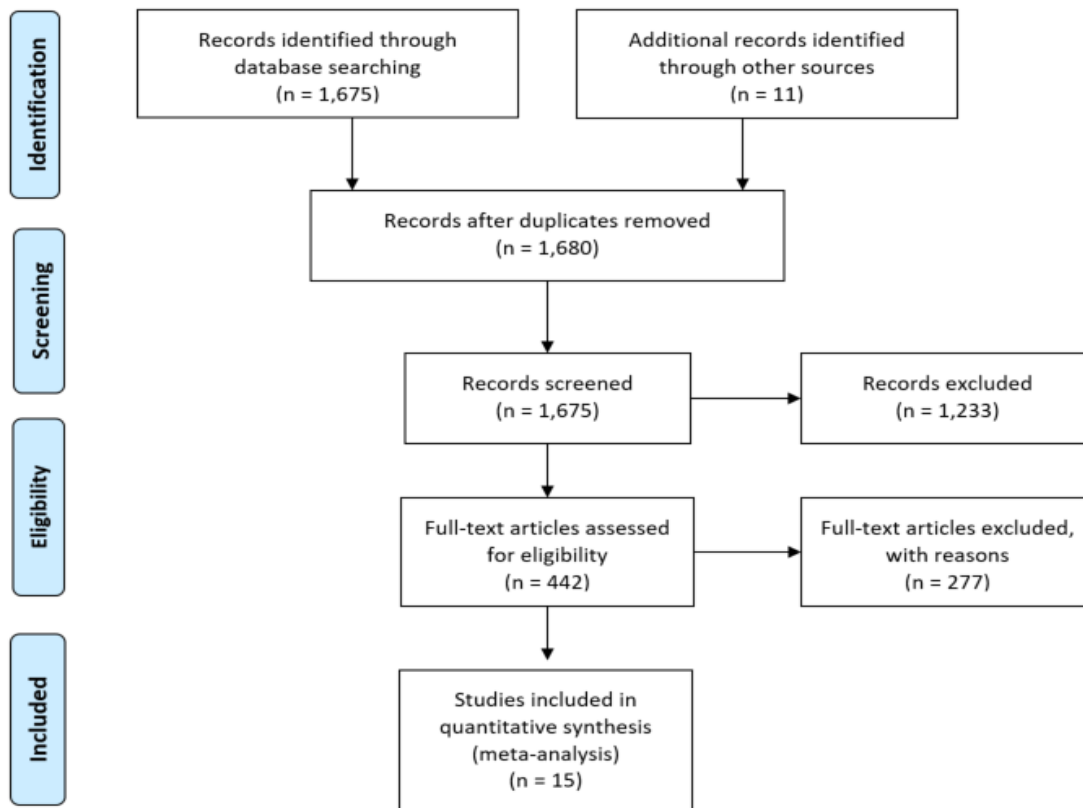 Identification
Records identified through
database searching
(n = 1,675)
Additional records identified
through other sources
(n = 11)
Records after duplicates removed
(n = 1,680)
Screening
Records screened
(n = 1,675)
Records excluded
(n = 1,233)
Eligibility
Full-text articles assessed
for eligibility
(n = 442)
Full-text articles excluded,
with reasons
(n = 277)
Included
Studies included in
quantitative synthesis
(meta-analysis)
(n = 15)